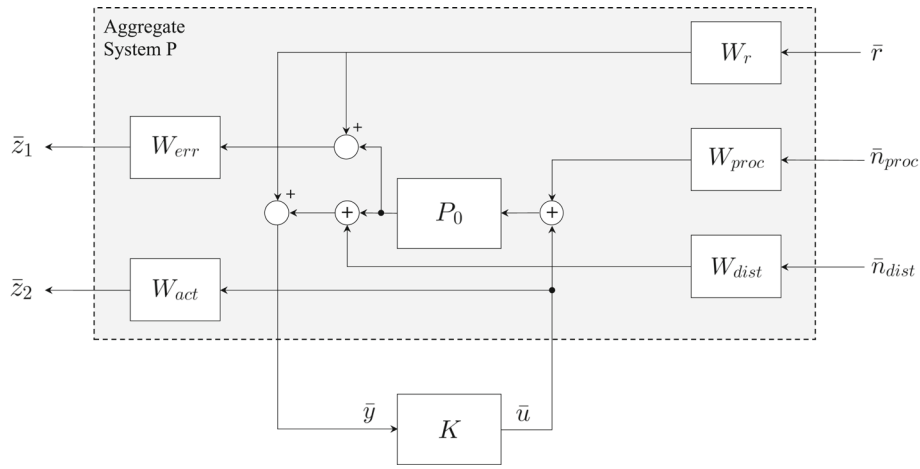 Aggregate
System P
W_r
r̄
+
z̄_1
W_err
+
W_proc
n̄_proc
+
+
P_0
+
W_dist
n̄_dist
z̄_2
W_act
ȳ
K
ū